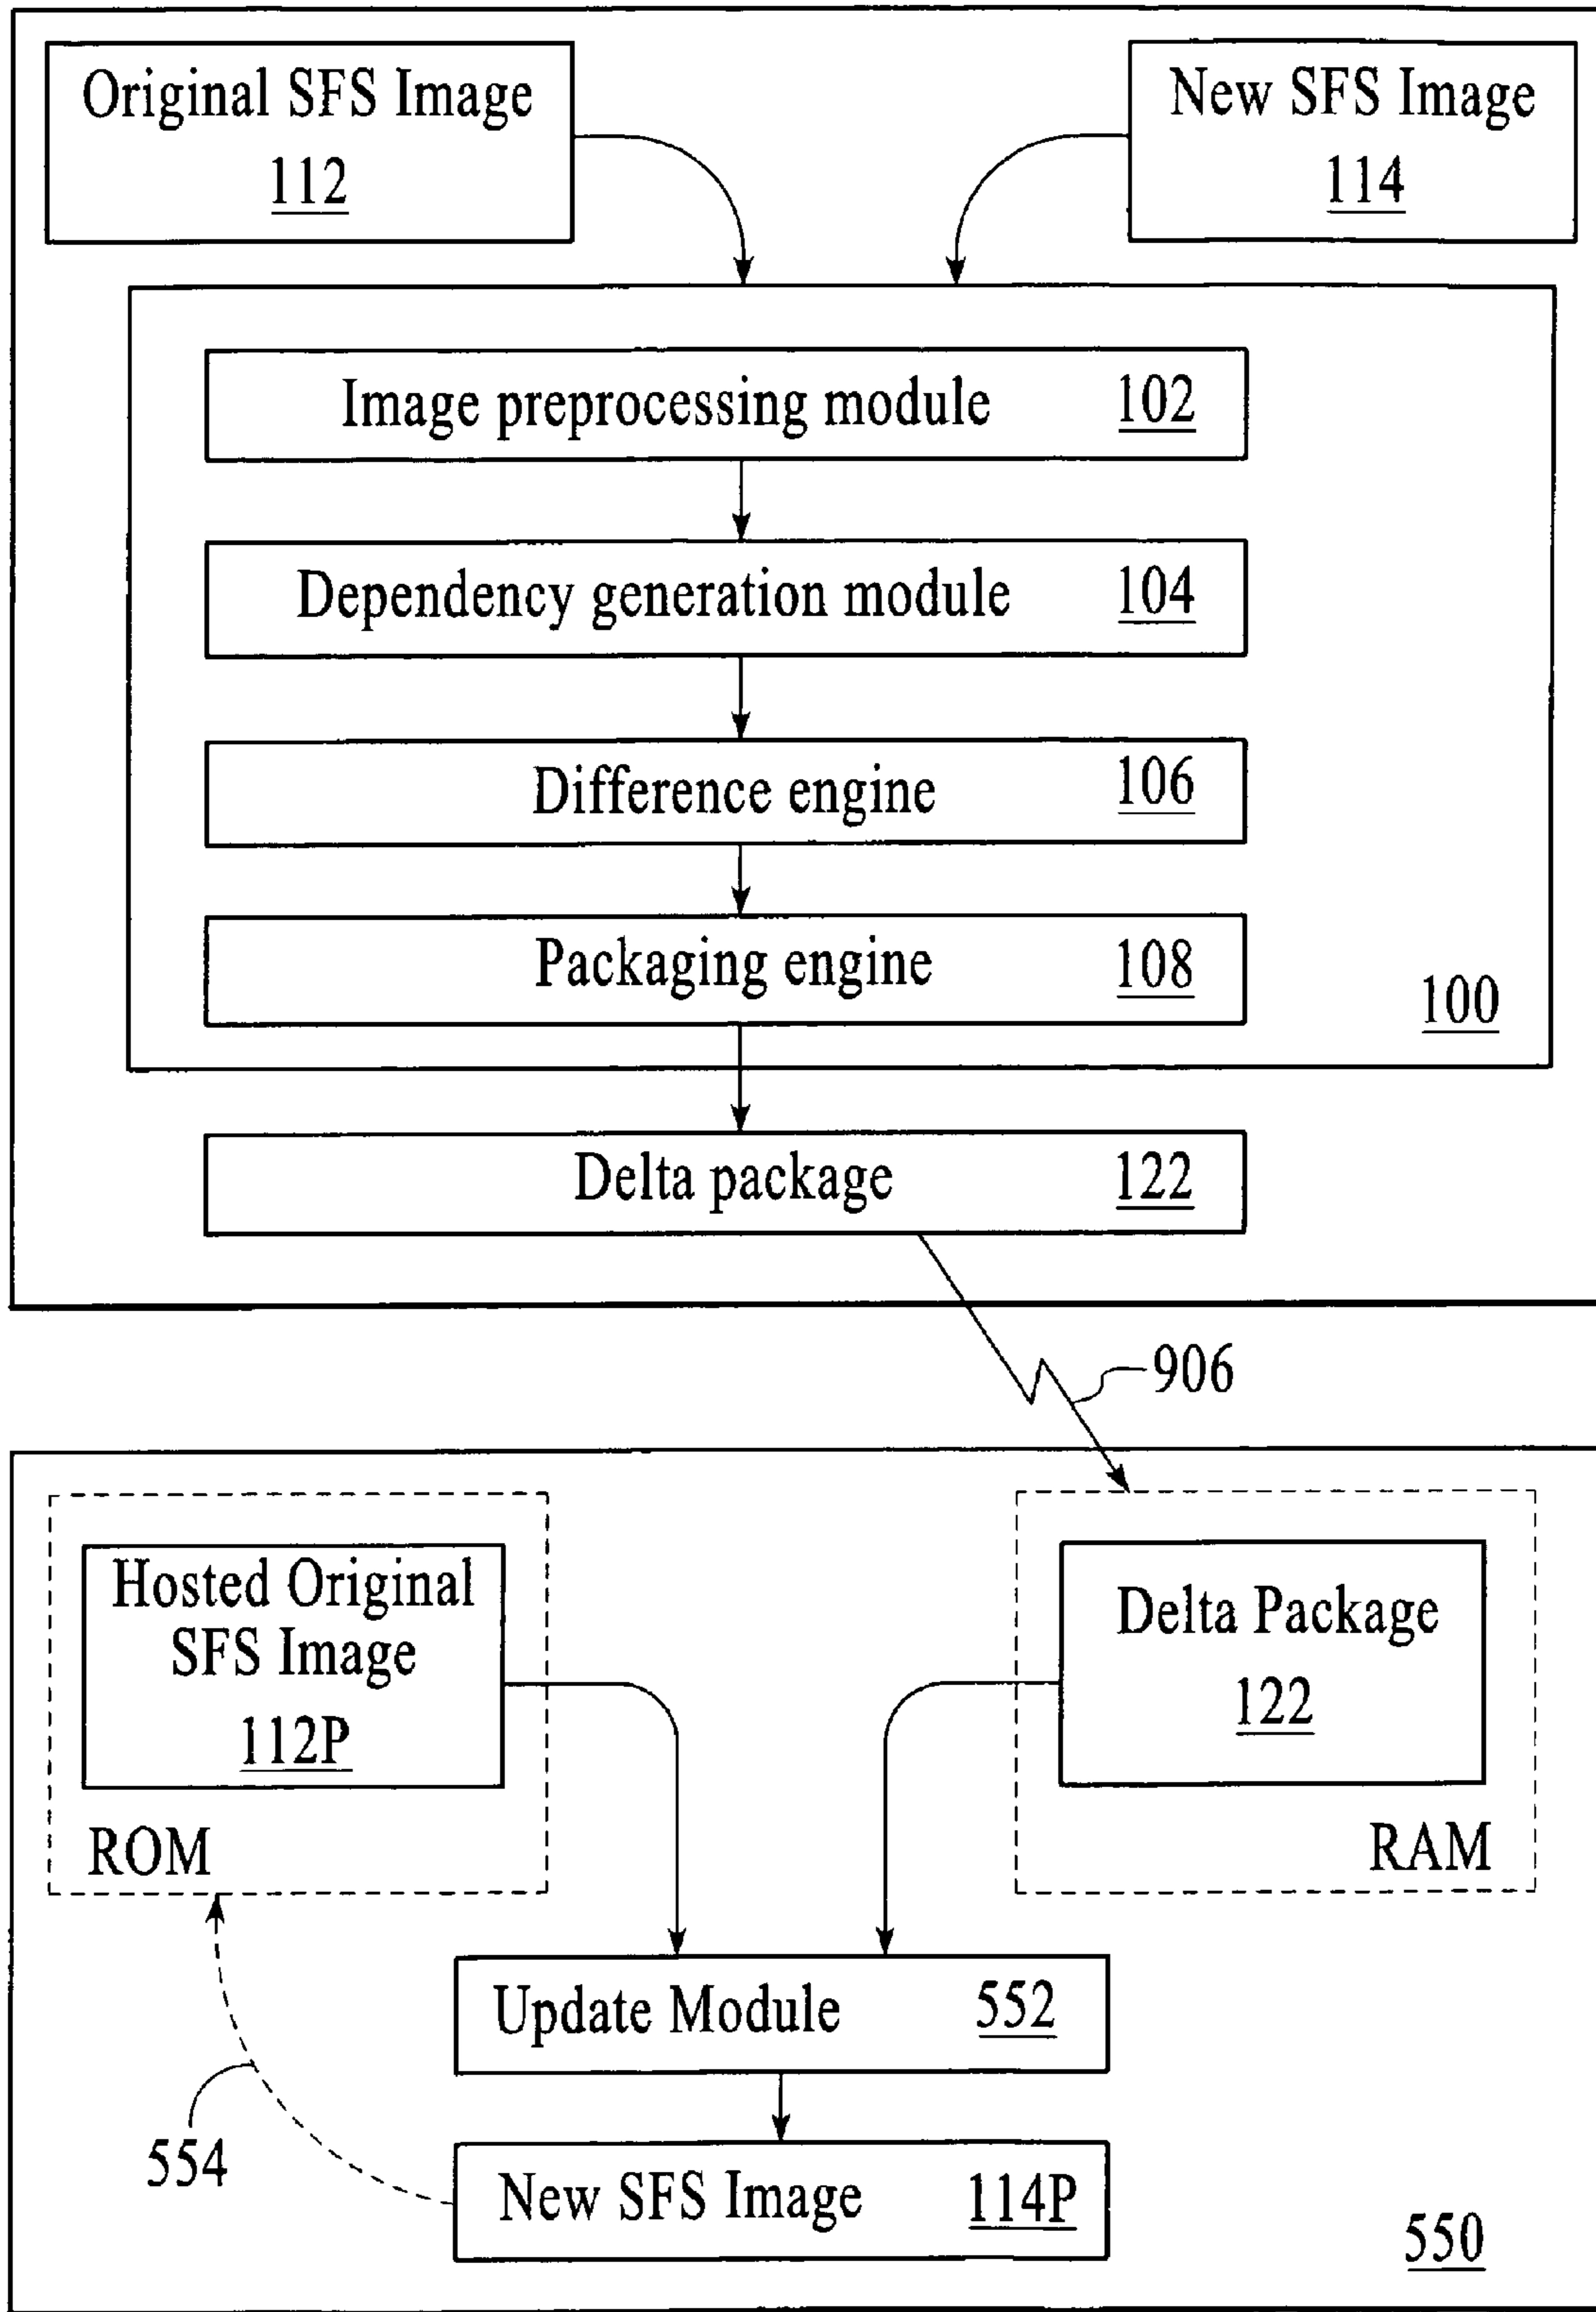 Original SFS Image
112
New SFS Image
114
Image preprocessing module 102
Dependency generation module 104
Difference engine 106
Packaging engine 108
100
Delta package 122
906
Hosted Original
SFS Image
112P
ROM
Delta Package
122
RAM
Update Module 552
554
New SFS Image 114P
550